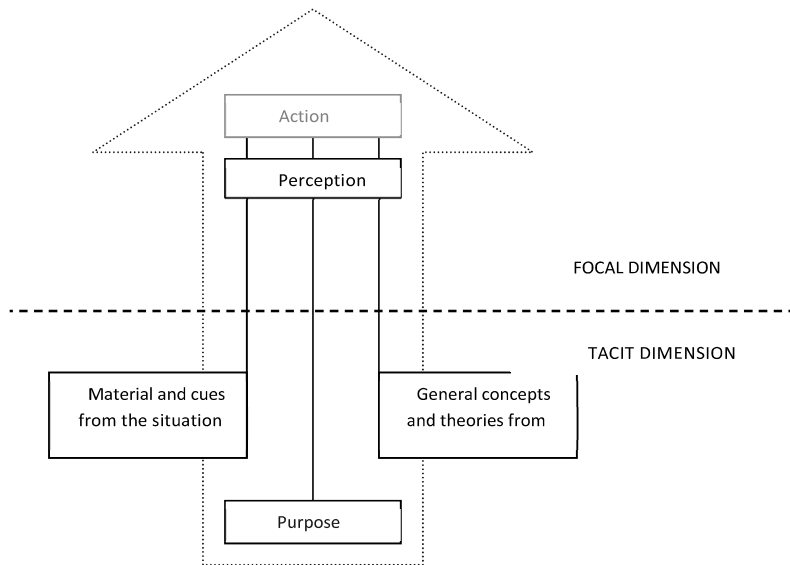 Action
Perception
FOCAL DIMENSION
TACIT DIMENSION
Material and cues
from the situation
General concepts
and theories from
Purpose